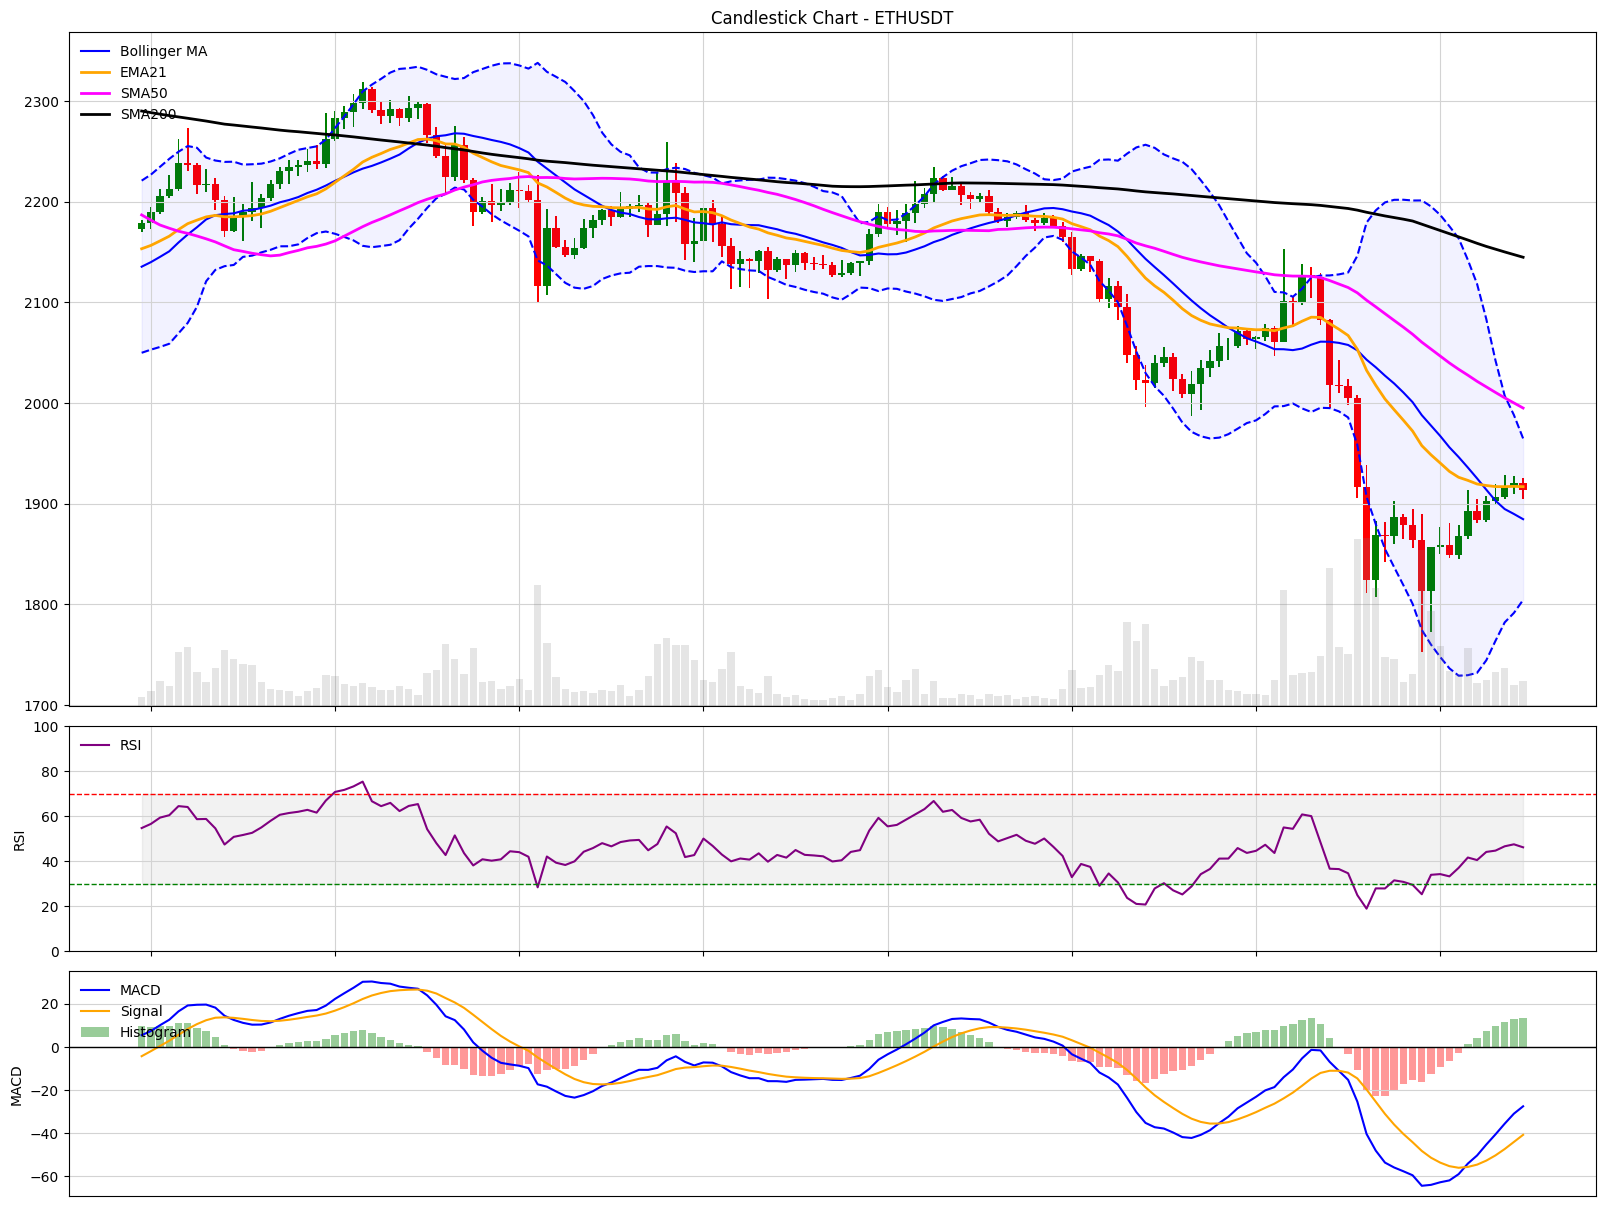 Candlestick Chart - ETHUSDT
Bollinger MA
EMA21
SMA50
SMA200
2300
2200
2100
2000
1900
1800
1700
RSI
RSI
100
80
60
40
20
0
MACD
Signal
Histogram
MACD
20
0
−20
−40
−60